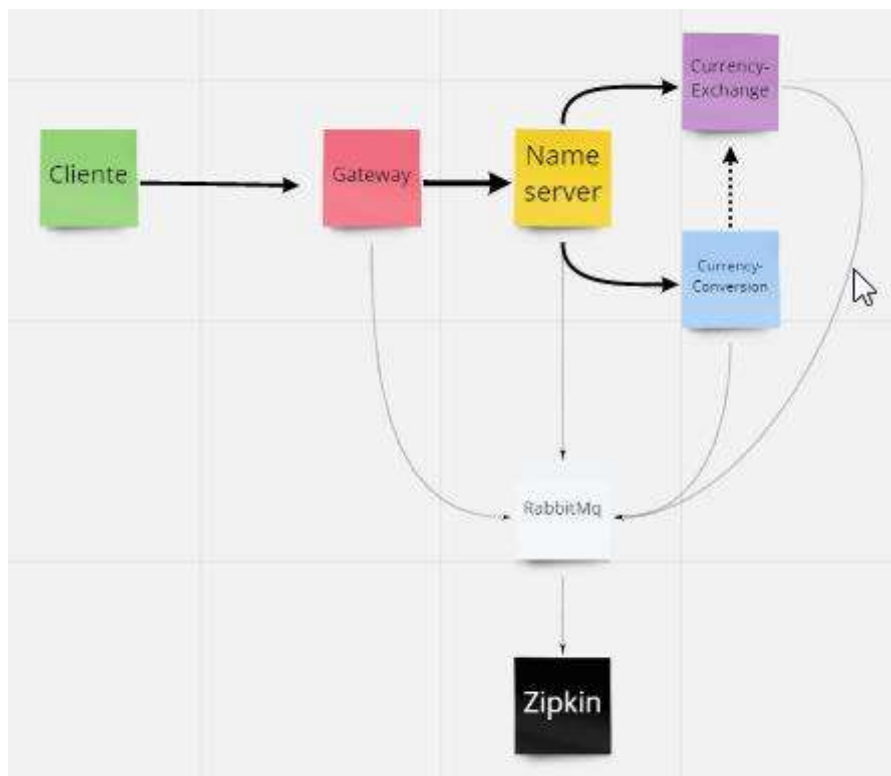 Cliente
Gateway
Name
server
Currency-
Exchange
Currency-
Conversion
RabbitMq
Zipkin